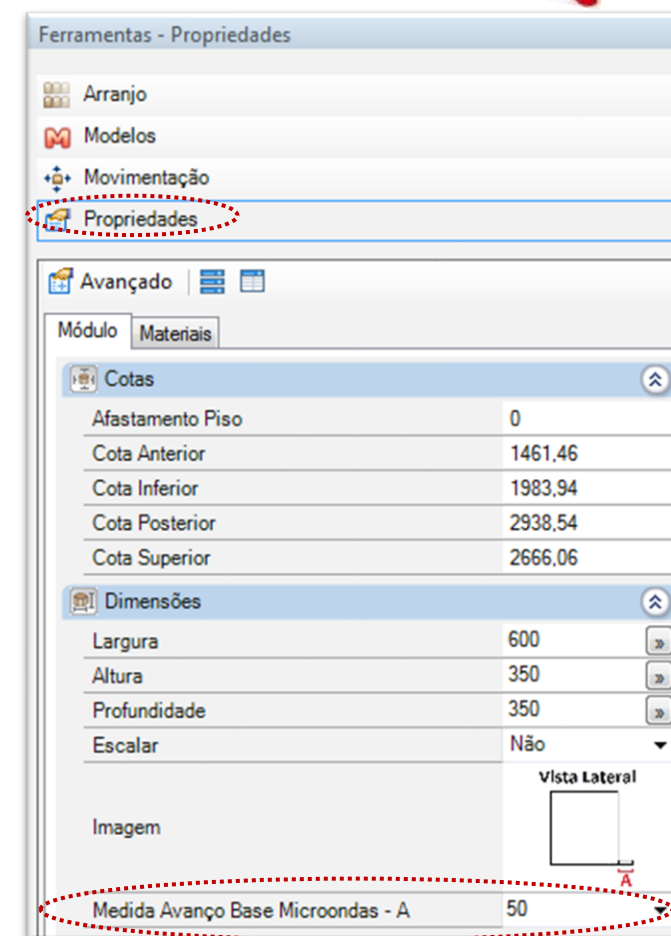 Ferramentas - Propriedades
Arranjo
Modelos
Movimentação
Propriedades
Avançado
Módulo Materiais
Cotas
Afastamento Piso 0
Cota Anterior 1461,46
Cota Inferior 1983,94
Cota Posterior 2938,54
Cota Superior 2666,06
Dimensões
Largura 600
Altura 350
Profundidade 350
Escalar Não
Vista Lateral
Imagem
A
Medida Avanço Base Microondas - A 50